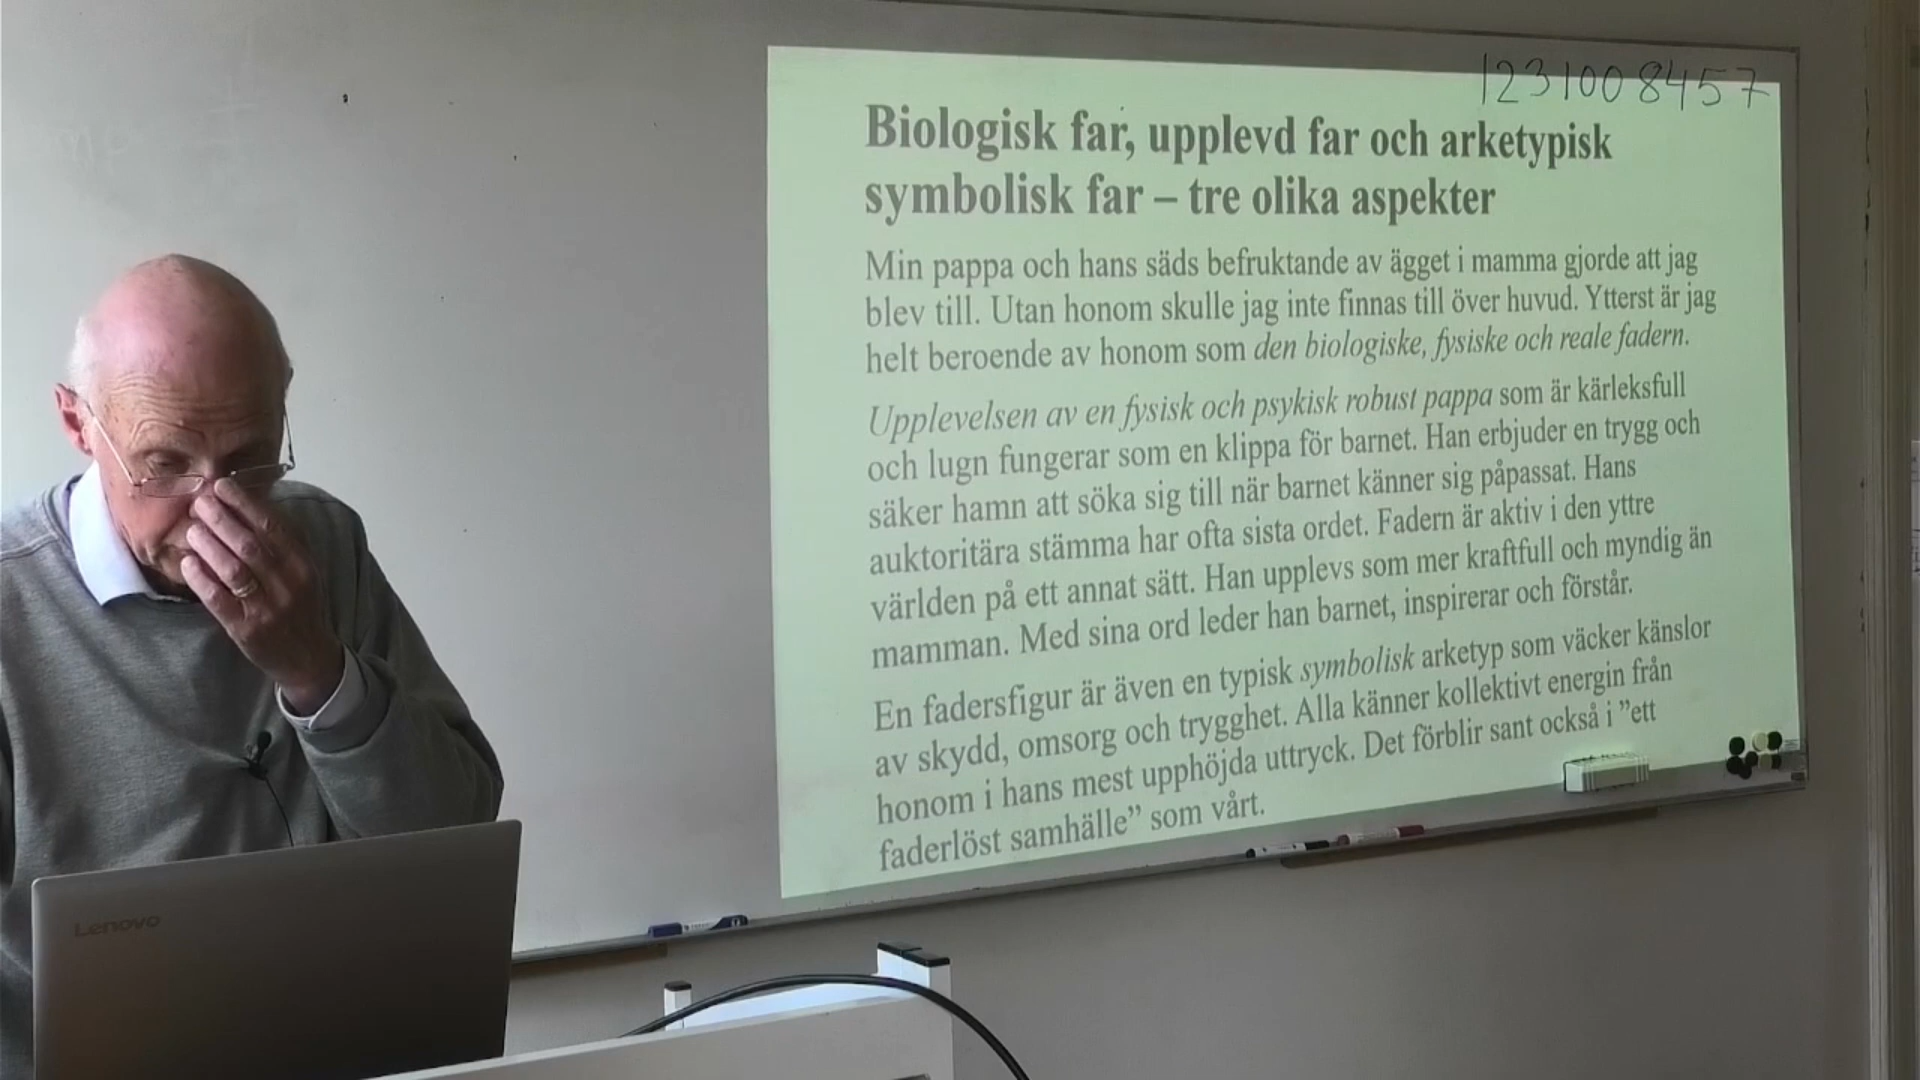 1231008457
Biologisk far, upplevd far och arketypisk
symbolisk far – tre olika aspekter
Min pappa och hans säds befruktande av ägget i mamma gjorde att jag
blev till. Utan honom skulle jag inte finnas till över huvud. Ytterst är jag
helt beroende av honom som den biologiske, fysiske och reale fadern.
Upplevelsen av en fysisk och psykisk robust pappa som är kärleksfull
och lugn fungerar som en klippa för barnet. Han erbjuder en trygg och
säker hamn att söka sig till när barnet känner sig påpassat. Hans
auktoritära stämma har ofta sista ordet. Fadern är aktiv i den yttre
världen på ett annat sätt. Han upplevs som mer kraftfull och myndig än
mamman. Med sina ord leder han barnet, inspirerar och förstår.
En fadersfigur är även en typisk symbolisk arketyp som väcker känslor
av skydd, omsorg och trygghet. Alla känner kollektivt energin från
honom i hans mest upphöjda uttryck. Det förblir sant också i ”ett
faderlöst samhälle” som vårt.
Lenovo